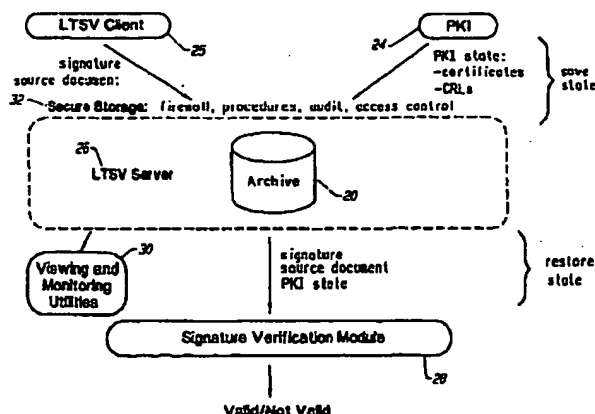 LTSV Client
PKI
25
24
signature
source document:
PKI state:
-certificates
-CRLs
save
state
32
Secure Storage: firewall, procedures, audit, access control
26
LTSV Server
Archive
20
30
Viewing and
Monitoring
Utilities
signature
source document
PKI state
restore
state
Signature Verification Module
28
Valid/Not Valid